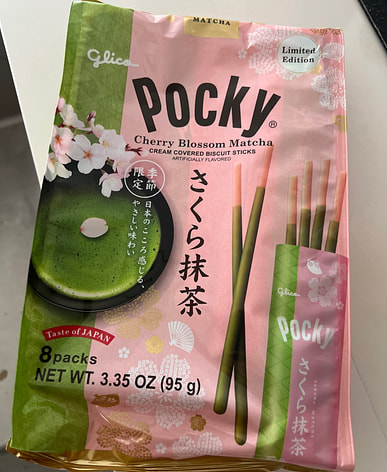 MATCHA
Glico
Limited
Edition
Pocky®
Cherry Blossom Matcha
CREAM COVERED BISCUIT STICKS
ARTIFICIALLY FLAVORED
季節
限定
さくら抹茶
日本のこころ感じる、
やさしい味わい
Taste of JAPAN
8 packs
NET WT. 3.35 OZ (95 g)
Glico
Pocky
さくら抹茶